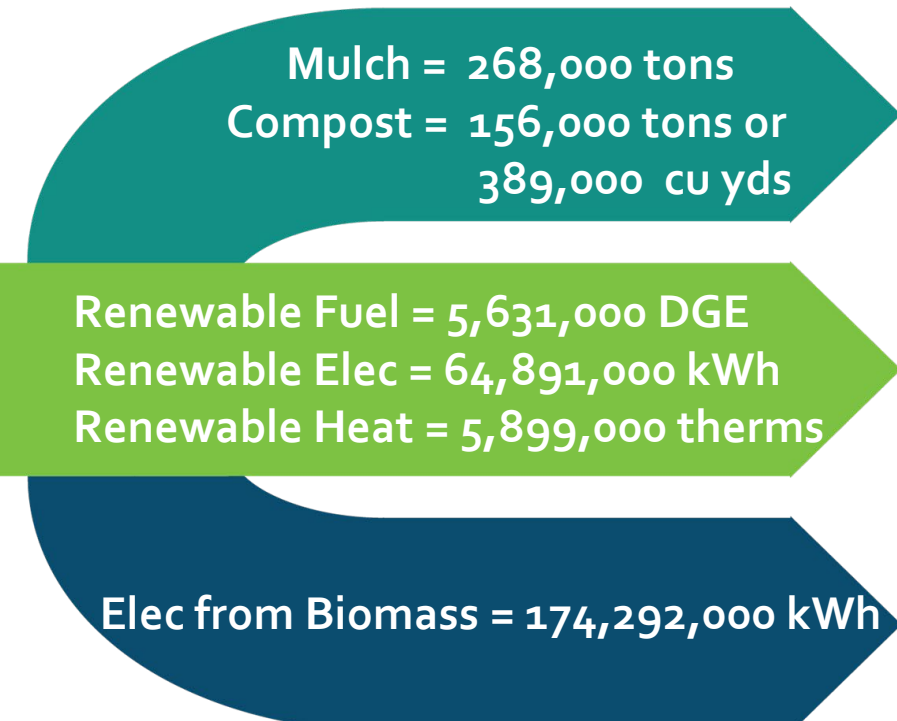 Mulch = 268,000 tons
Compost = 156,000 tons or
389,000 cu yds
Renewable Fuel = 5,631,000 DGE
Renewable Elec = 64,891,000 kWh
Renewable Heat = 5,899,000 therms
Elec from Biomass = 174,292,000 kWh